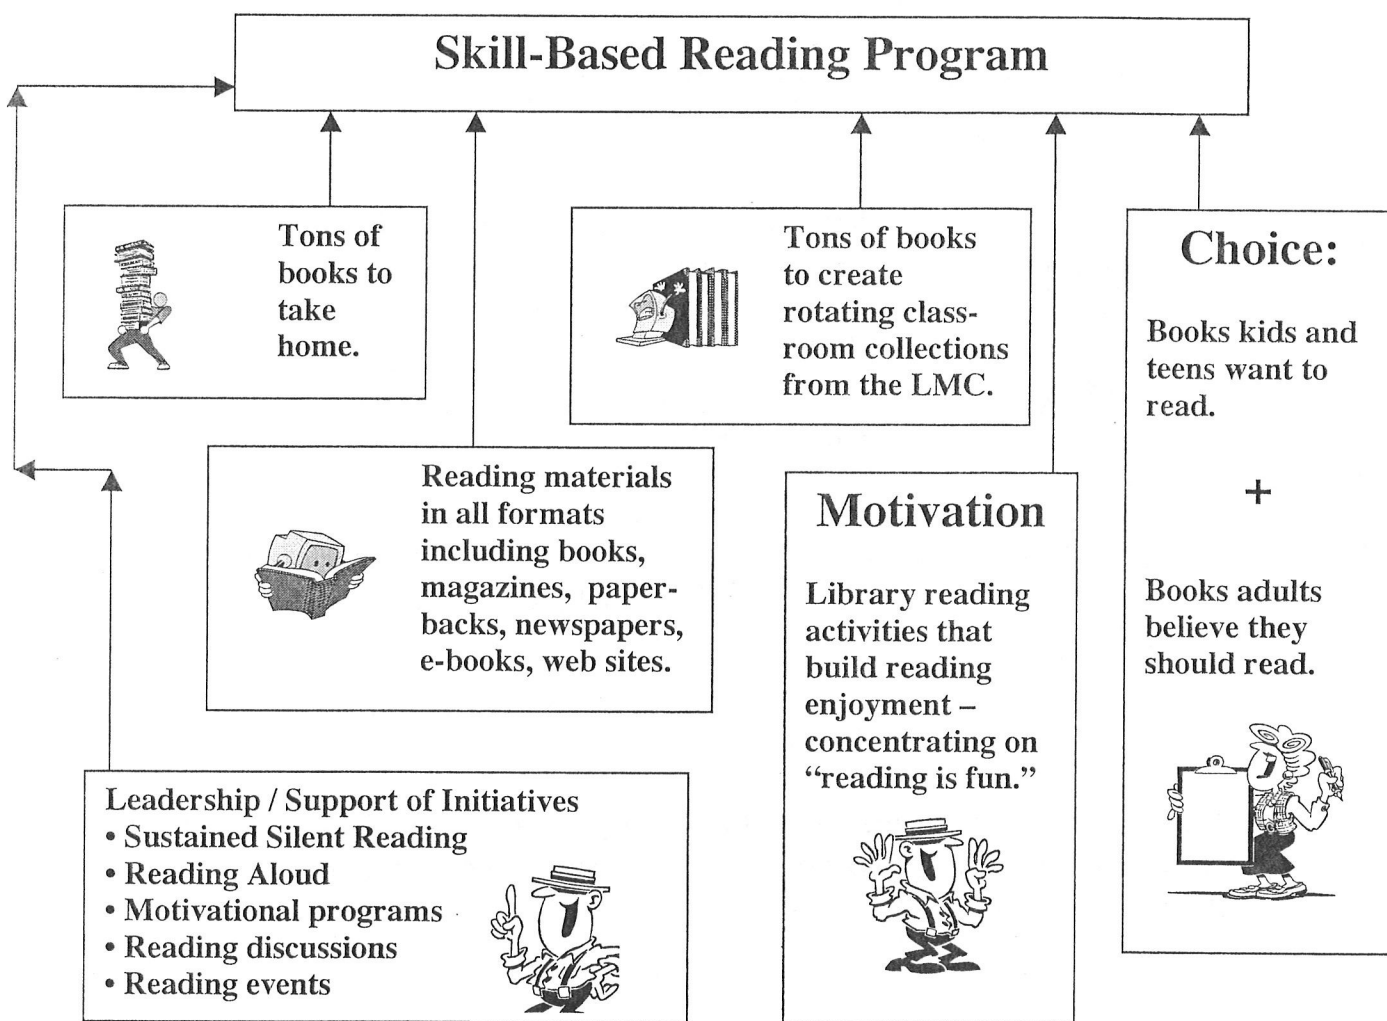 Skill-Based Reading Program
Tons of
books to
take
home.
Tons of books
to create
rotating class-
room collections
from the LMC.
Choice:
Books kids and
teens want to
read.
+
Books adults
believe they
should read.
Reading materials
in all formats
including books,
magazines, paper-
backs, newspapers,
e-books, web sites.
Motivation
Library reading
activities that
build reading
enjoyment –
concentrating on
“reading is fun.”
Leadership / Support of Initiatives
• Sustained Silent Reading
• Reading Aloud
• Motivational programs
• Reading discussions
• Reading events